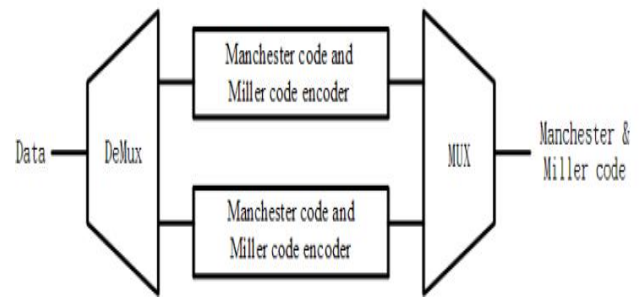 Data
DeMux
Manchester code and
Miller code encoder
Manchester code and
Miller code encoder
MUX
Manchester &
Miller code